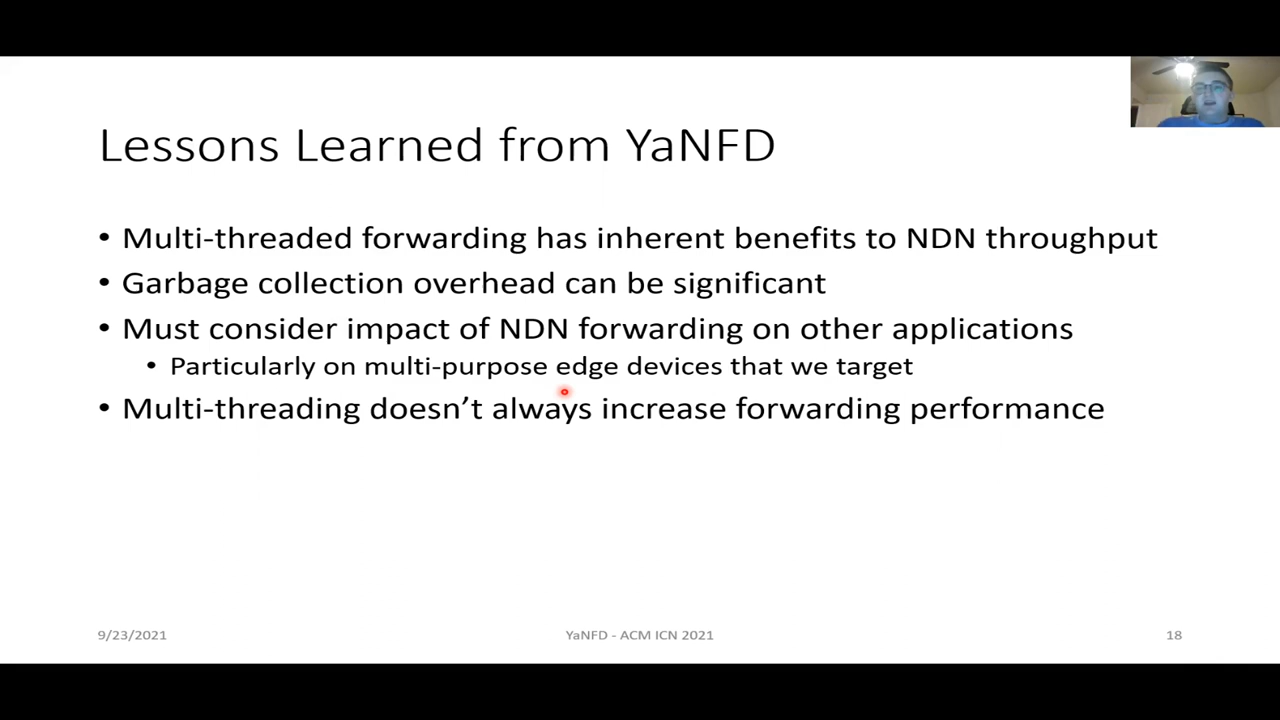 Lessons Learned from YaNFD
• Multi-threaded forwarding has inherent benefits to NDN throughput
• Garbage collection overhead can be significant
• Must consider impact of NDN forwarding on other applications
• Particularly on multi-purpose edge devices that we target
• Multi-threading doesn’t always increase forwarding performance
9/23/2021
YaNFD - ACM ICN 2021
18